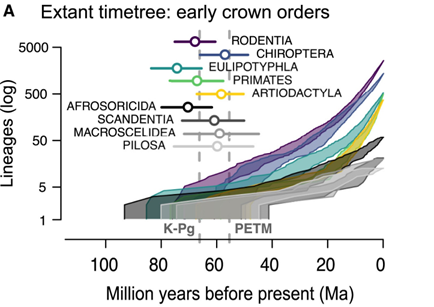 A Extant timetree: early crown orders
5000
500
50
5
1
Lineages (log)
RODENTIA
CHIROPTERA
EULIPOTYPHLA
PRIMATES
ARTIODACTYLA
AFROSORICIDA
SCANDENTIA
MACROSCELIDEA
PILOSA
K-Pg PETM
100 80 60 40 20 0
Million years before present (Ma)